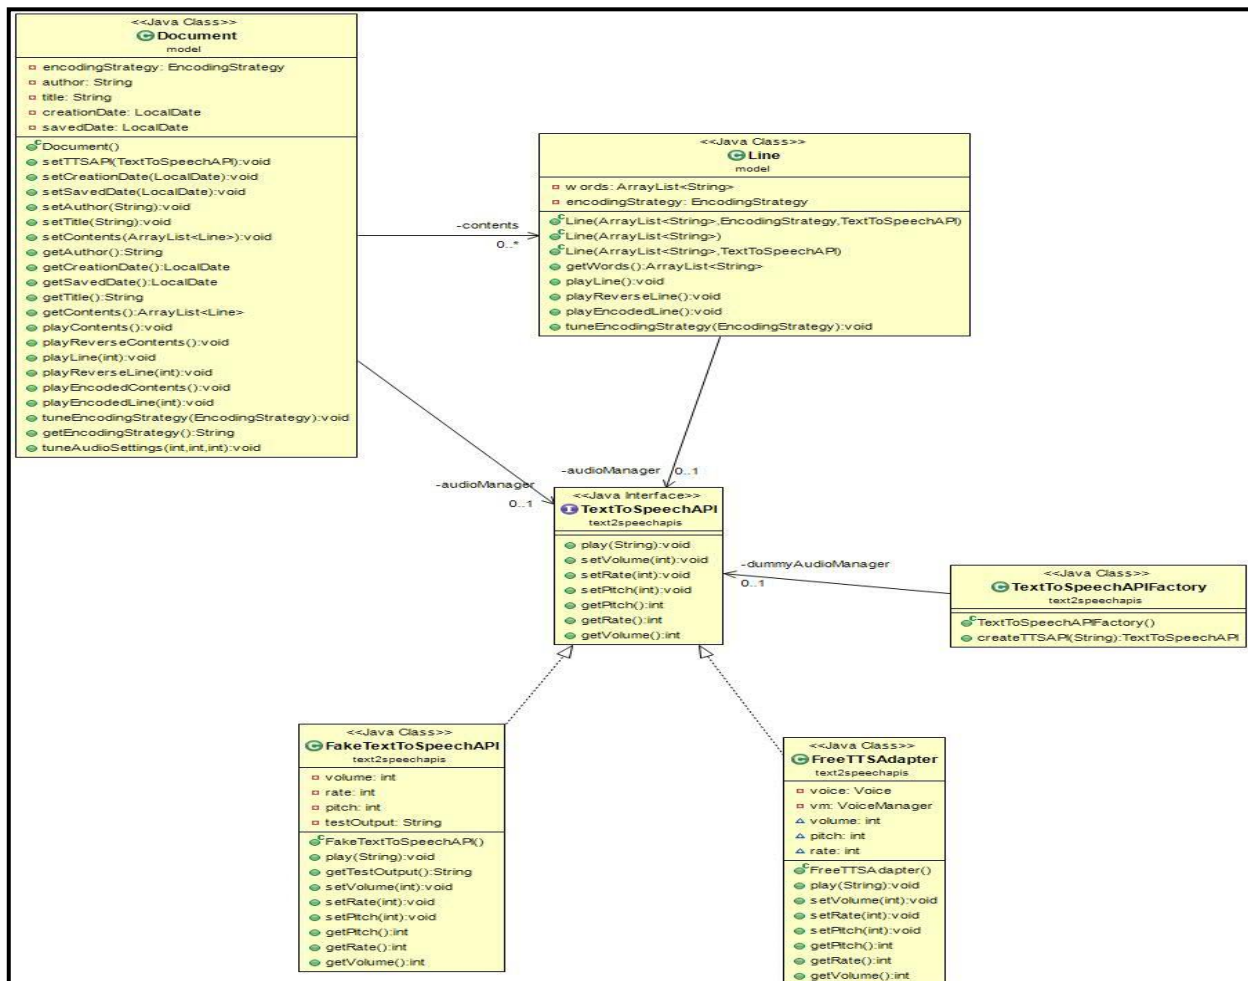 <<Java Class>>
Document
model
encodingStrategy: EncodingStrategy
author: String
title: String
creationDate: LocalDate
savedDate: LocalDate
Document()
setTTSAPI(TextToSpeechAPI):void
setCreationDate(LocalDate):void
setSavedDate(LocalDate):void
setAuthor(String):void
setTitle(String):void
setContents(ArrayList<Line>):void
getAuthor():String
getCreationDate():LocalDate
getSavedDate():LocalDate
getTitle():String
getContents():ArrayList<Line>
playContents():void
playReverseContents():void
playLine(int):void
playReverseLine(int):void
playEncodedContents():void
playEncodedLine(int):void
tuneEncodingStrategy(EncodingStrategy):void
getEncodingStrategy():String
tuneAudioSettings(int,int,int):void
-contents
0..*
<<Java Class>>
Line
model
words: ArrayList<String>
encodingStrategy: EncodingStrategy
Line(ArrayList<String>,EncodingStrategy,TextToSpeechAPI)
Line(ArrayList<String>)
Line(ArrayList<String>,TextToSpeechAPI)
getWords():ArrayList<String>
playLine():void
playReverseLine():void
playEncodedLine():void
tuneEncodingStrategy(EncodingStrategy):void
-audioManager
0..1
-audioManager
0..1
<<Java Interface>>
TextToSpeechAPI
text2speechapis
play(String):void
setVolume(int):void
setRate(int):void
setPitch(int):void
getPitch():int
getRate():int
getVolume():int
-dummyAudioManager
0..1
<<Java Class>>
TextToSpeechAPIFactory
text2speechapis
TextToSpeechAPIFactory()
createTTSAPI(String):TextToSpeechAPI
<<Java Class>>
FakeTextToSpeechAPI
text2speechapis
volume: int
rate: int
pitch: int
testOutput: String
FakeTextToSpeechAPI()
play(String):void
getTestOutput():String
setVolume(int):void
setRate(int):void
setPitch(int):void
getPitch():int
getRate():int
getVolume():int
<<Java Class>>
FreeTTSAdapter
text2speechapis
voice: Voice
vm: VoiceManager
volume: int
pitch: int
rate: int
FreeTTSAdapter()
play(String):void
setVolume(int):void
setRate(int):void
setPitch(int):void
getPitch():int
getRate():int
getVolume():int